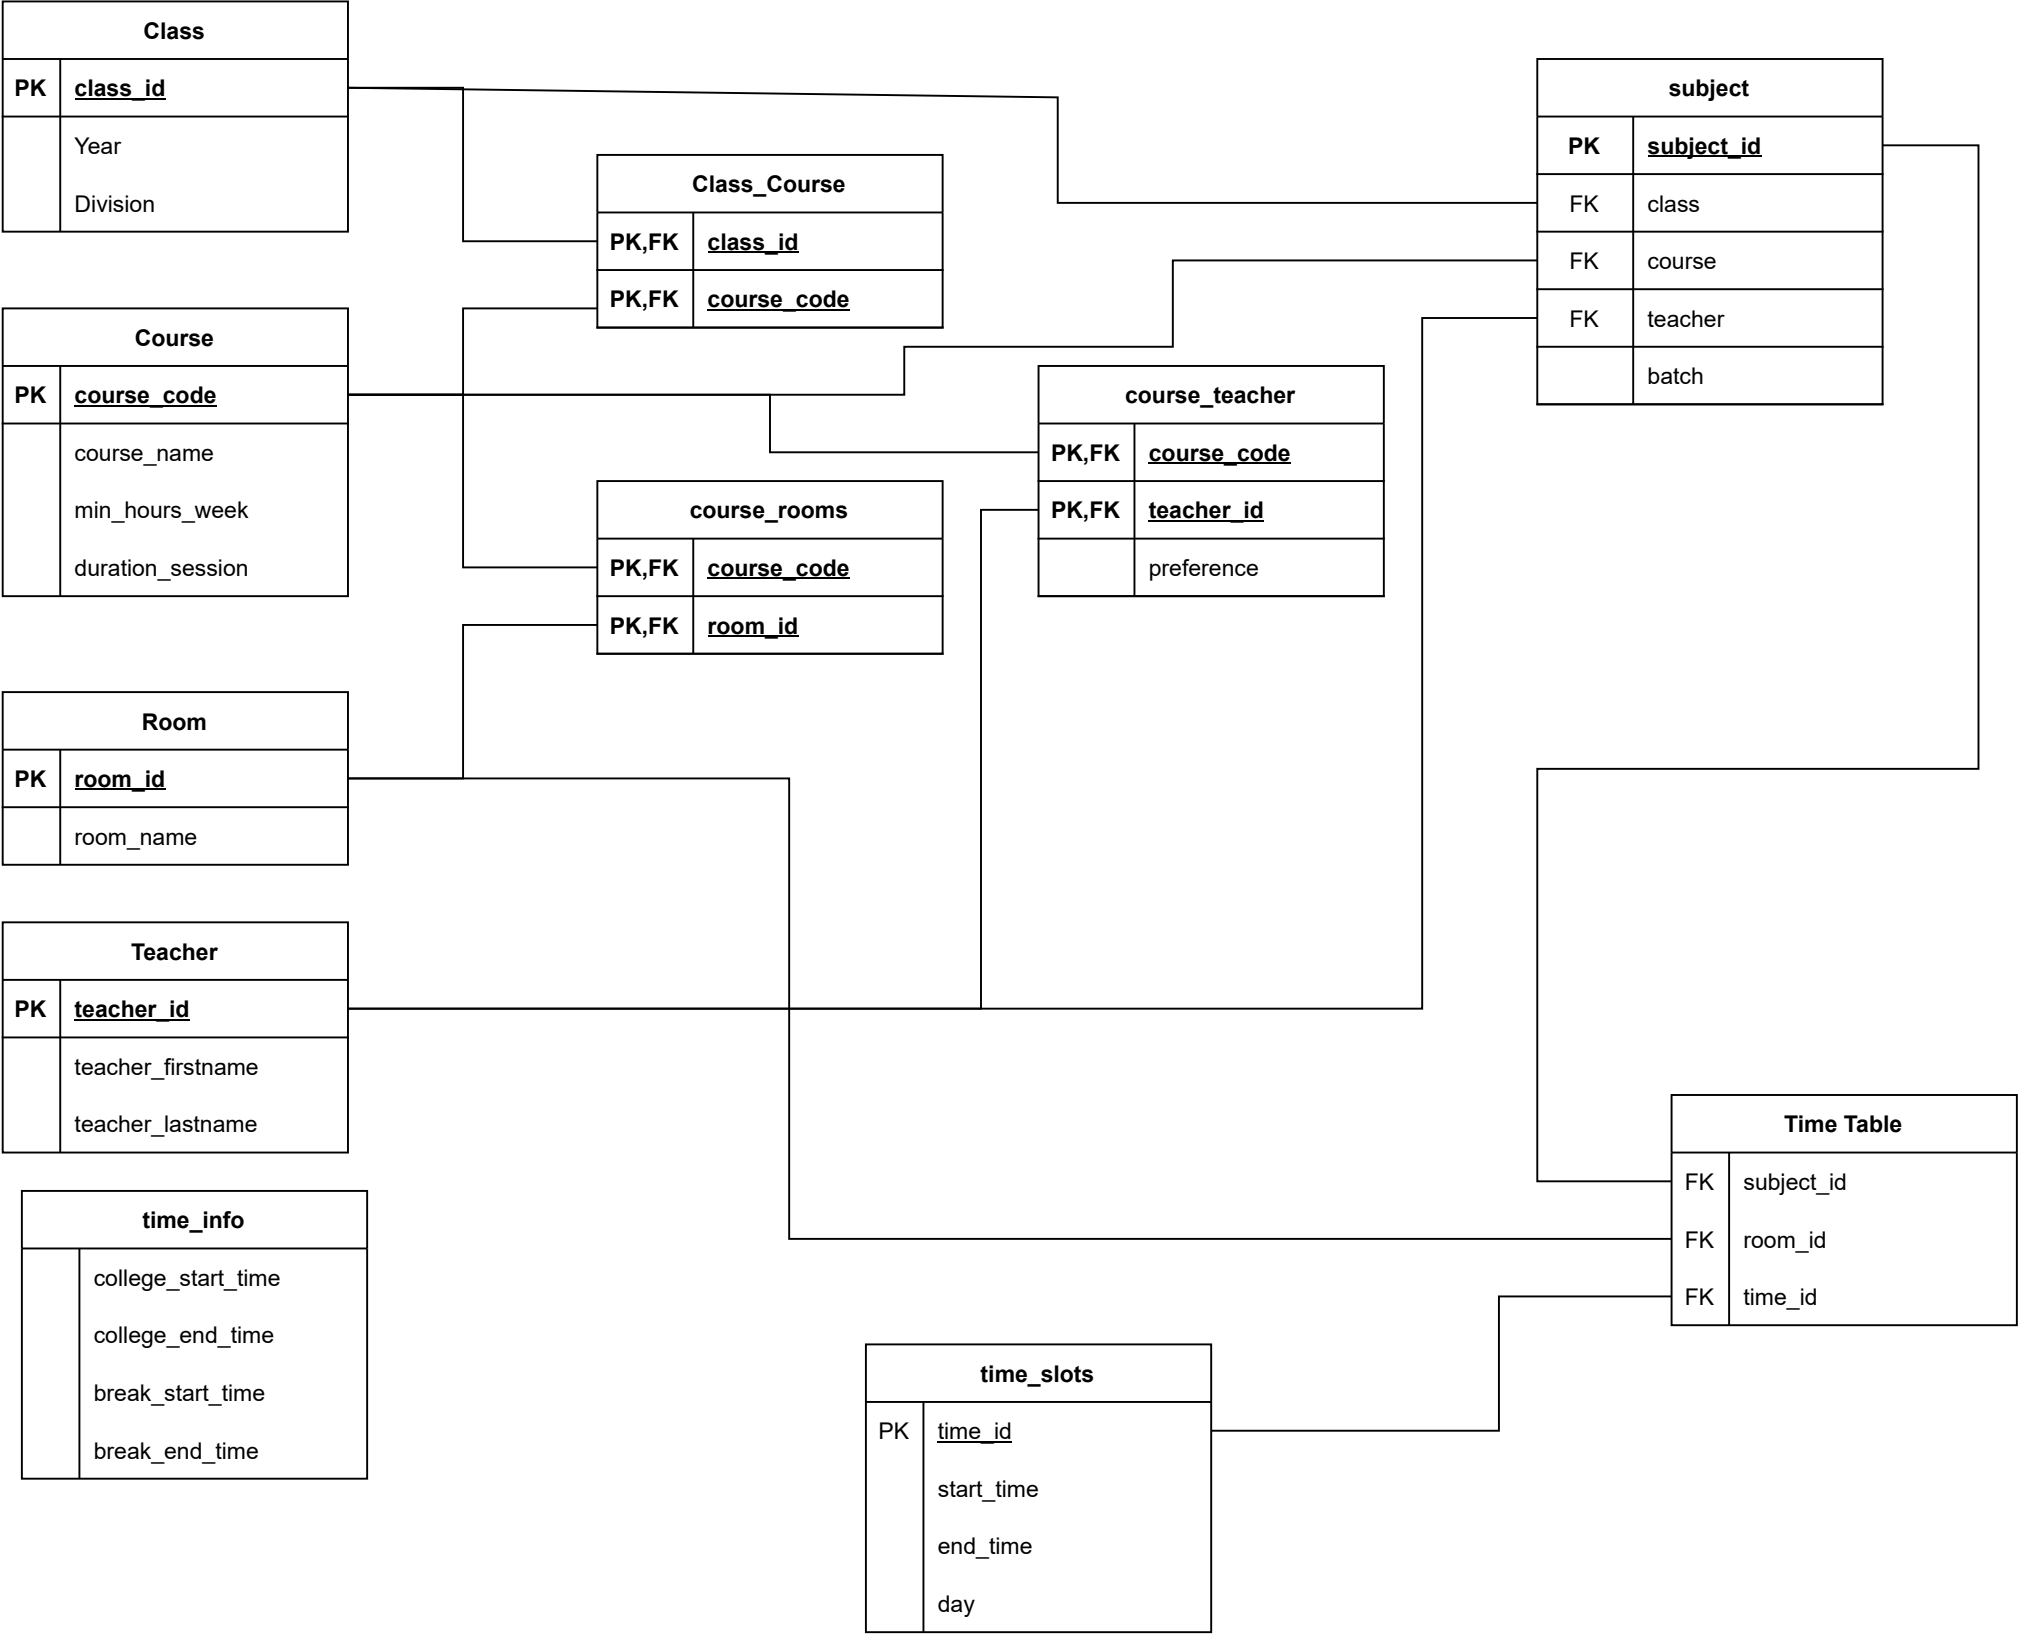 Class
PK class_id
Year
Division
Class_Course
PK,FK class_id
PK,FK course_code
subject
PK subject_id
FK class
FK course
FK teacher
batch
Course
PK course_code
course_name
min_hours_week
duration_session
course_teacher
PK,FK course_code
PK,FK teacher_id
preference
course_rooms
PK,FK course_code
PK,FK room_id
Room
PK room_id
room_name
Teacher
PK teacher_id
teacher_firstname
teacher_lastname
Time Table
FK subject_id
FK room_id
FK time_id
time_info
college_start_time
college_end_time
break_start_time
break_end_time
time_slots
PK time_id
start_time
end_time
day